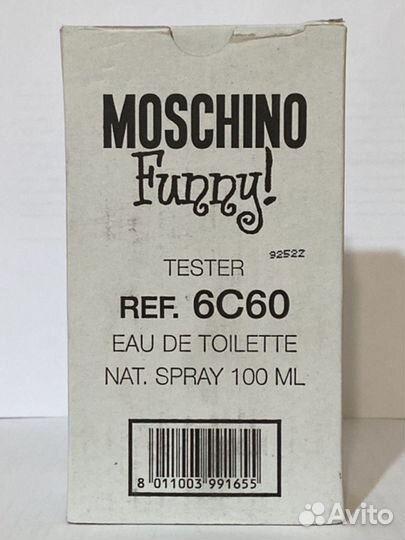 MOSCHINO
Funny!
9252Z
TESTER
REF. 6C60
EAU DE TOILETTE
NAT. SPRAY 100 ML
8 011003 991655
Avito